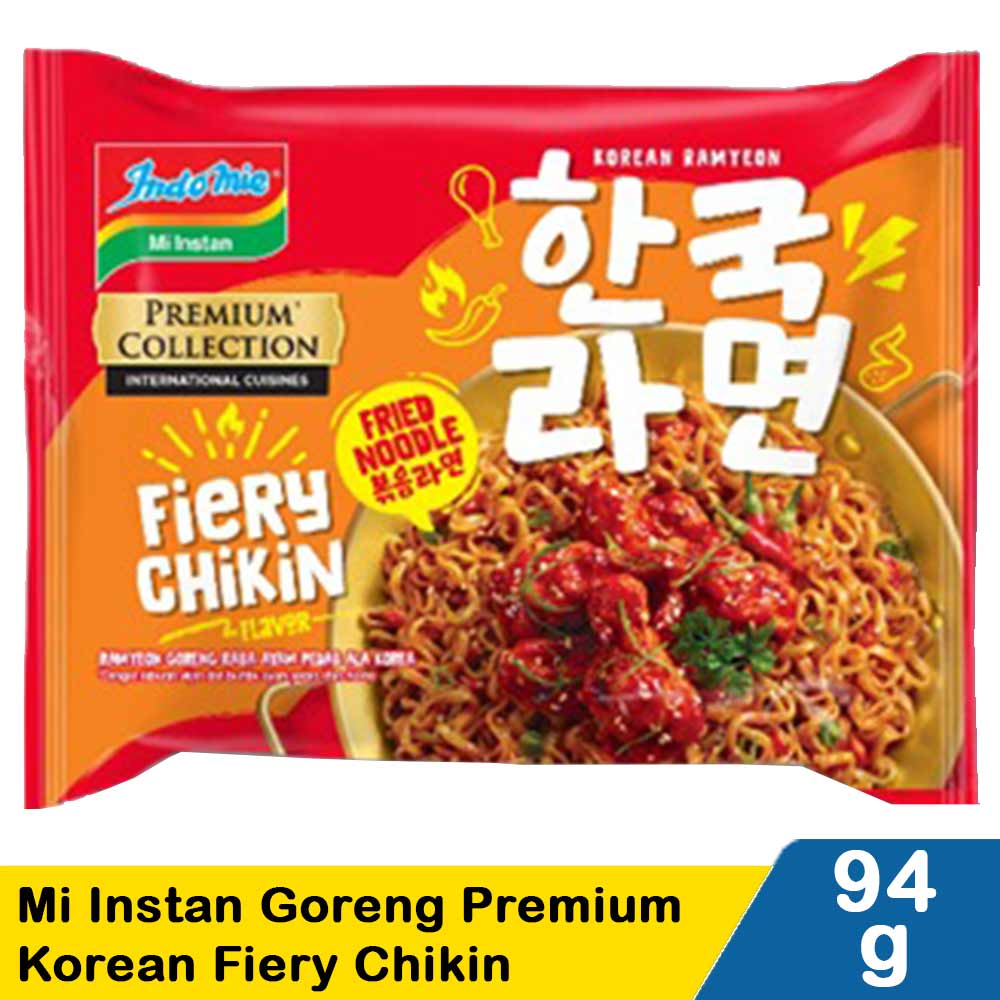 KOREAN RAMYEON
한국
라면
Indomie
Mi Instan
PREMIUM
COLLECTION
INTERNATIONAL CUISINES
FRIED
NOODLE
볶음라면
FIERY
CHIKIN
FLAVOR
RAMYEON GORENG RASA AYAM PEDAS ALA KOREA
Mi Instan Goreng Premium
Korean Fiery Chikin
94
g